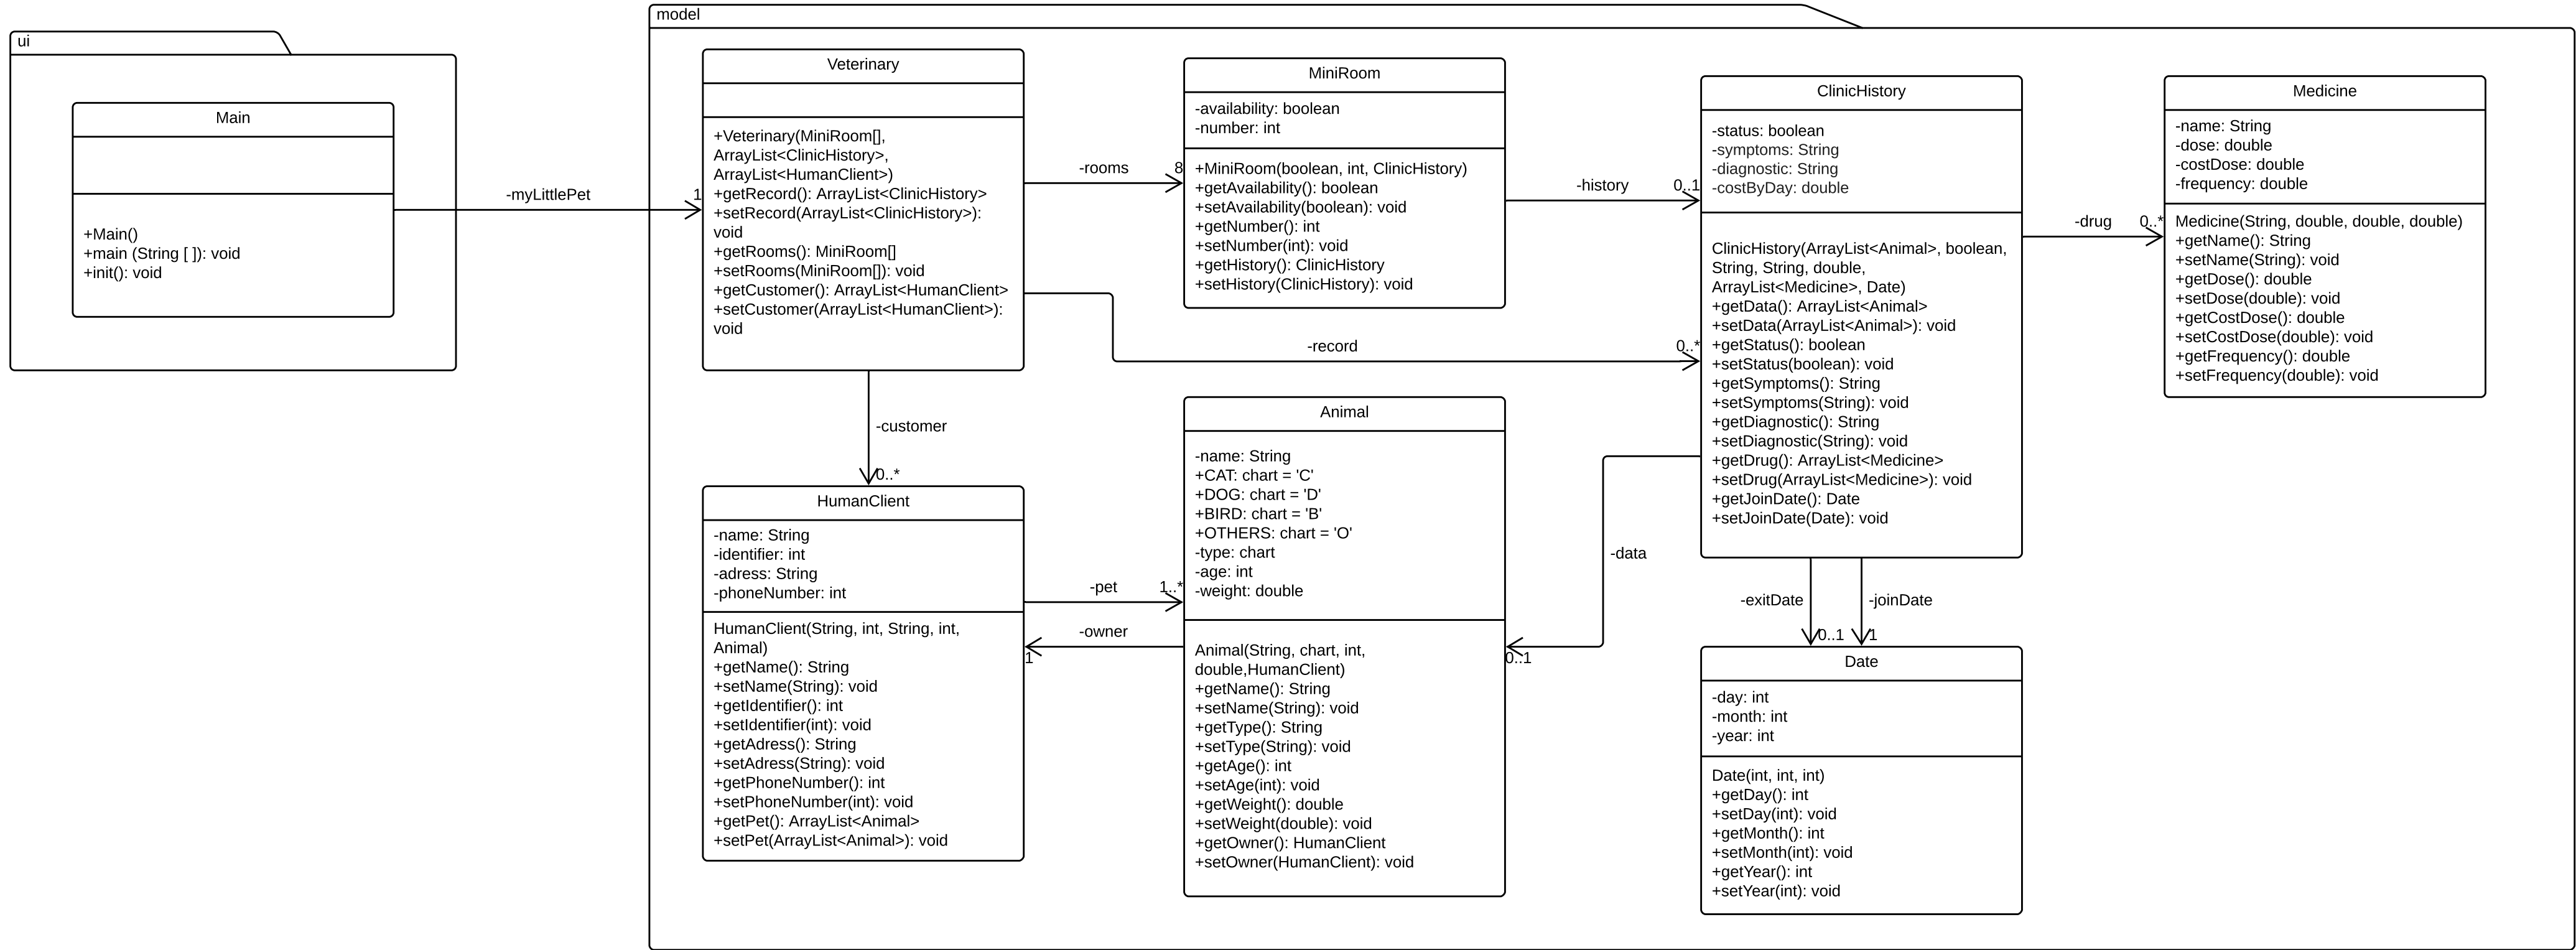 ui
Main
+Main()
+main (String [ ]): void
+init(): void
-myLittlePet
1
model
Veterinary
+Veterinary(MiniRoom[],
ArrayList<ClinicHistory>,
ArrayList<HumanClient>)
+getRecord(): ArrayList<ClinicHistory>
+setRecord(ArrayList<ClinicHistory>):
void
+getRooms(): MiniRoom[]
+setRooms(MiniRoom[]): void
+getCustomer(): ArrayList<HumanClient>
+setCustomer(ArrayList<HumanClient>):
void
-rooms
8
MiniRoom
-availability: boolean
-number: int
+MiniRoom(boolean, int, ClinicHistory)
+getAvailability(): boolean
+setAvailability(boolean): void
+getNumber(): int
+setNumber(int): void
+getHistory(): ClinicHistory
+setHistory(ClinicHistory): void
-history
0..1
-record
0..*
ClinicHistory
-status: boolean
-symptoms: String
-diagnostic: String
-costByDay: double
ClinicHistory(ArrayList<Animal>, boolean,
String, String, double,
ArrayList<Medicine>, Date)
+getData(): ArrayList<Animal>
+setData(ArrayList<Animal>): void
+getStatus(): boolean
+setStatus(boolean): void
+getSymptoms(): String
+setSymptoms(String): void
+getDiagnostic(): String
+setDiagnostic(String): void
+getDrug(): ArrayList<Medicine>
+setDrug(ArrayList<Medicine>): void
+getJoinDate(): Date
+setJoinDate(Date): void
-drug
0..*
Medicine
-name: String
-dose: double
-costDose: double
-frequency: double
Medicine(String, double, double, double)
+getName(): String
+setName(String): void
+getDose(): double
+setDose(double): void
+getCostDose(): double
+setCostDose(double): void
+getFrequency(): double
+setFrequency(double): void
-customer
0..*
HumanClient
-name: String
-identifier: int
-adress: String
-phoneNumber: int
HumanClient(String, int, String, int,
Animal)
+getName(): String
+setName(String): void
+getIdentifier(): int
+setIdentifier(int): void
+getAdress(): String
+setAdress(String): void
+getPhoneNumber(): int
+setPhoneNumber(int): void
+getPet(): ArrayList<Animal>
+setPet(ArrayList<Animal>): void
-pet
1..*
-owner
1
Animal
-name: String
+CAT: chart = 'C'
+DOG: chart = 'D'
+BIRD: chart = 'B'
+OTHERS: chart = 'O'
-type: chart
-age: int
-weight: double
Animal(String, chart, int,
double,HumanClient)
+getName(): String
+setName(String): void
+getType(): String
+setType(String): void
+getAge(): int
+setAge(int): void
+getWeight(): double
+setWeight(double): void
+getOwner(): HumanClient
+setOwner(HumanClient): void
-data
0..1
-exitDate
0..1
-joinDate
1
Date
-day: int
-month: int
-year: int
Date(int, int, int)
+getDay(): int
+setDay(int): void
+getMonth(): int
+setMonth(int): void
+getYear(): int
+setYear(int): void